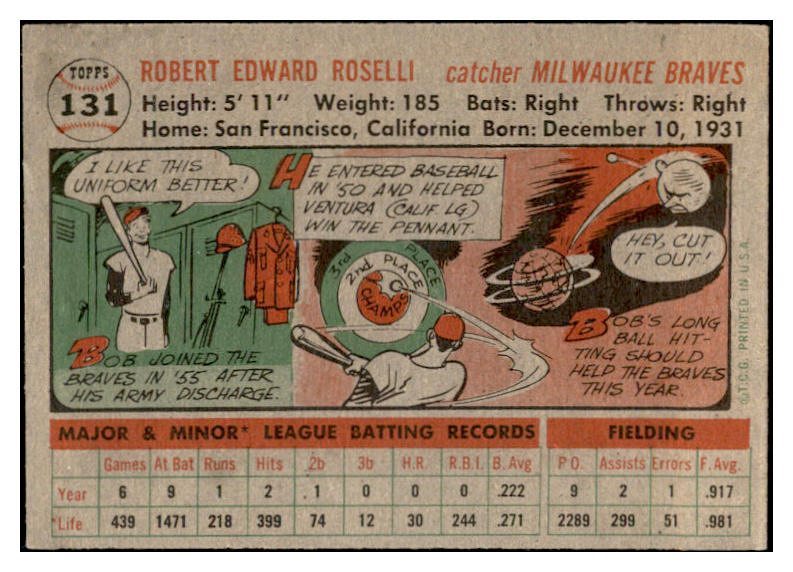 TOPPS
131
ROBERT EDWARD ROSELLI catcher MILWAUKEE BRAVES
Height: 5' 11" Weight: 185 Bats: Right Throws: Right
Home: San Francisco, California Born: December 10, 1931
I LIKE THIS
UNIFORM BETTER!
BOB JOINED THE
BRAVES IN '55 AFTER
HIS ARMY DISCHARGE.
HE ENTERED BASEBALL
IN '50 AND HELPED
VENTURA (CALIF LG)
WIN THE PENNANT.
3rd PLACE
2nd PLACE
CHAMPS
HEY, CUT
IT OUT!
BOB'S LONG
BALL HIT-
TING SHOULD
HELP THE BRAVES
THIS YEAR.
©T.C.G. PRINTED IN U.S.A.
MAJOR & MINOR* LEAGUE BATTING RECORDS FIELDING
Games At Bat Runs Hits 2b 3b H.R. R.B.I. B. Avg P.O. Assists Errors F. Avg.
Year 6 9 1 2 .1 0 0 0 .222 9 2 1 .917
*Life 439 1471 218 399 74 12 30 244 .271 2289 299 51 .981